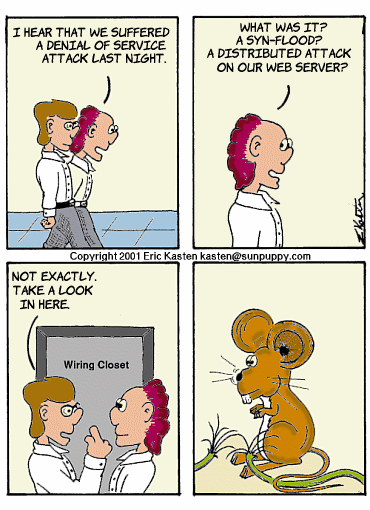 I HEAR THAT WE SUFFERED
A DENIAL OF SERVICE
ATTACK LAST NIGHT.
WHAT WAS IT?
A SYN-FLOOD?
A DISTRIBUTED ATTACK
ON OUR WEB SERVER?
EKasten
Copyright 2001 Eric Kasten kasten@sunpuppy.com
NOT EXACTLY.
TAKE A LOOK
IN HERE.
Wiring Closet